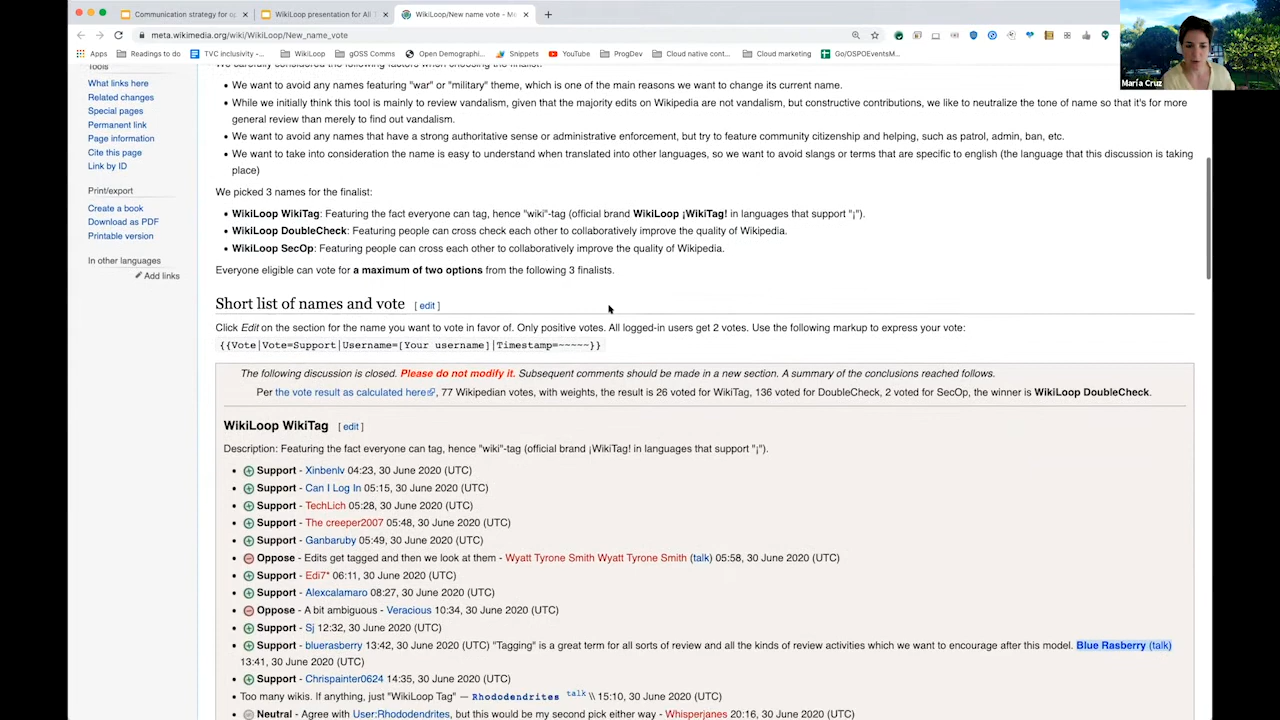 Communication strategy for op
WikiLoop presentation for All T
WikiLoop/New name vote - Me
meta.wikimedia.org/wiki/WikiLoop/New_name_vote
Apps
Readings to do
TVC inclusivity -...
WikiLoop
gOSS Comms
Open Demographi...
Snippets
YouTube
ProgDev
Cloud native cont...
Cloud marketing
Go/OSPOEventsM...
María Cruz
Tools
What links here
Related changes
Special pages
Permanent link
Page information
Cite this page
Link by ID
Print/export
Create a book
Download as PDF
Printable version
In other languages
Add links
We carefully considered the following factors when choosing the finalist:
We want to avoid any names featuring "war" or "military" theme, which is one of the main reasons we want to change its current name.
While we initially think this tool is mainly to review vandalism, given that the majority edits on Wikipedia are not vandalism, but constructive contributions, we like to neutralize the tone of name so that it's for more
general review than merely to find out vandalism.
We want to avoid any names that have a strong authoritative sense or administrative enforcement, but try to feature community partnership and helping, such as patrol, admin, ban, etc.
We want to take into consideration the name is easy to understand when translated into other languages, so we want to avoid slangs or terms that are specific to english (the language that this discussion is taking
place)
We picked 3 names for the finalist:
WikiLoop WikiTag: Featuring the fact everyone can tag, hence "wiki"-tag (official brand WikiLoop ¡WikiTag! in languages that support "¡").
WikiLoop DoubleCheck: Featuring people can cross check each other to collaboratively improve the quality of Wikipedia.
WikiLoop SecOp: Featuring people can cross each other to collaboratively improve the quality of Wikipedia.
Everyone eligible can vote for a maximum of two options from the following 3 finalists.
Short list of names and vote [ edit ]
Click Edit on the section for the name you want to vote in favor of. Only positive votes. All logged-in users get 2 votes. Use the following markup to express your vote:
{{Vote|Vote=Support|Username=[Your username]|Timestamp=~~~~~}}
The following discussion is closed. Please do not modify it. Subsequent comments should be made in a new section. A summary of the conclusions reached follows.
Per the vote result as calculated here, 77 Wikipedian votes, with weights, the result is 26 voted for WikiTag, 136 voted for DoubleCheck, 2 voted for SecOp, the winner is WikiLoop DoubleCheck.
WikiLoop WikiTag [ edit ]
Description: Featuring the fact everyone can tag, hence "wiki"-tag (official brand ¡WikiTag! in languages that support "¡").
Support - Xinbenlv 04:23, 30 June 2020 (UTC)
Support - Can I Log In 05:15, 30 June 2020 (UTC)
Support - TechLich 05:28, 30 June 2020 (UTC)
Support - The creeper2007 05:48, 30 June 2020 (UTC)
Support - Ganbaruby 05:49, 30 June 2020 (UTC)
Oppose - Edits get tagged and then we look at them - Wyatt Tyrone Smith Wyatt Tyrone Smith (talk) 05:58, 30 June 2020 (UTC)
Support - Edi7* 06:11, 30 June 2020 (UTC)
Support - Alexcalamaro 08:27, 30 June 2020 (UTC)
Oppose - A bit ambiguous - Veracious 10:34, 30 June 2020 (UTC)
Support - Sj 12:32, 30 June 2020 (UTC)
Support - bluerasberry 13:42, 30 June 2020 (UTC) "Tagging" is a great term for all sorts of review and all the kinds of review activities which we want to encourage after this model. Blue Rasberry (talk)
13:41, 30 June 2020 (UTC)
Support - Chrispainter0624 14:35, 30 June 2020 (UTC)
Too many wikis. If anything, just "WikiLoop Tag" — Rhododendrites talk \\ 15:10, 30 June 2020 (UTC)
Neutral - Agree with User:Rhododendrites, but this would be my second pick either way - Whisperjanes 20:16, 30 June 2020 (UTC)